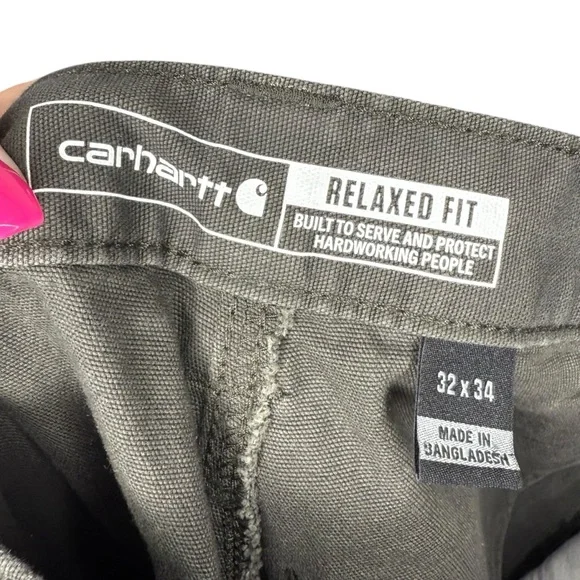 carhartt
RELAXED FIT
BUILT TO SERVE AND PROTECT
HARDWORKING PEOPLE
32 x 34
MADE IN
BANGLADESH